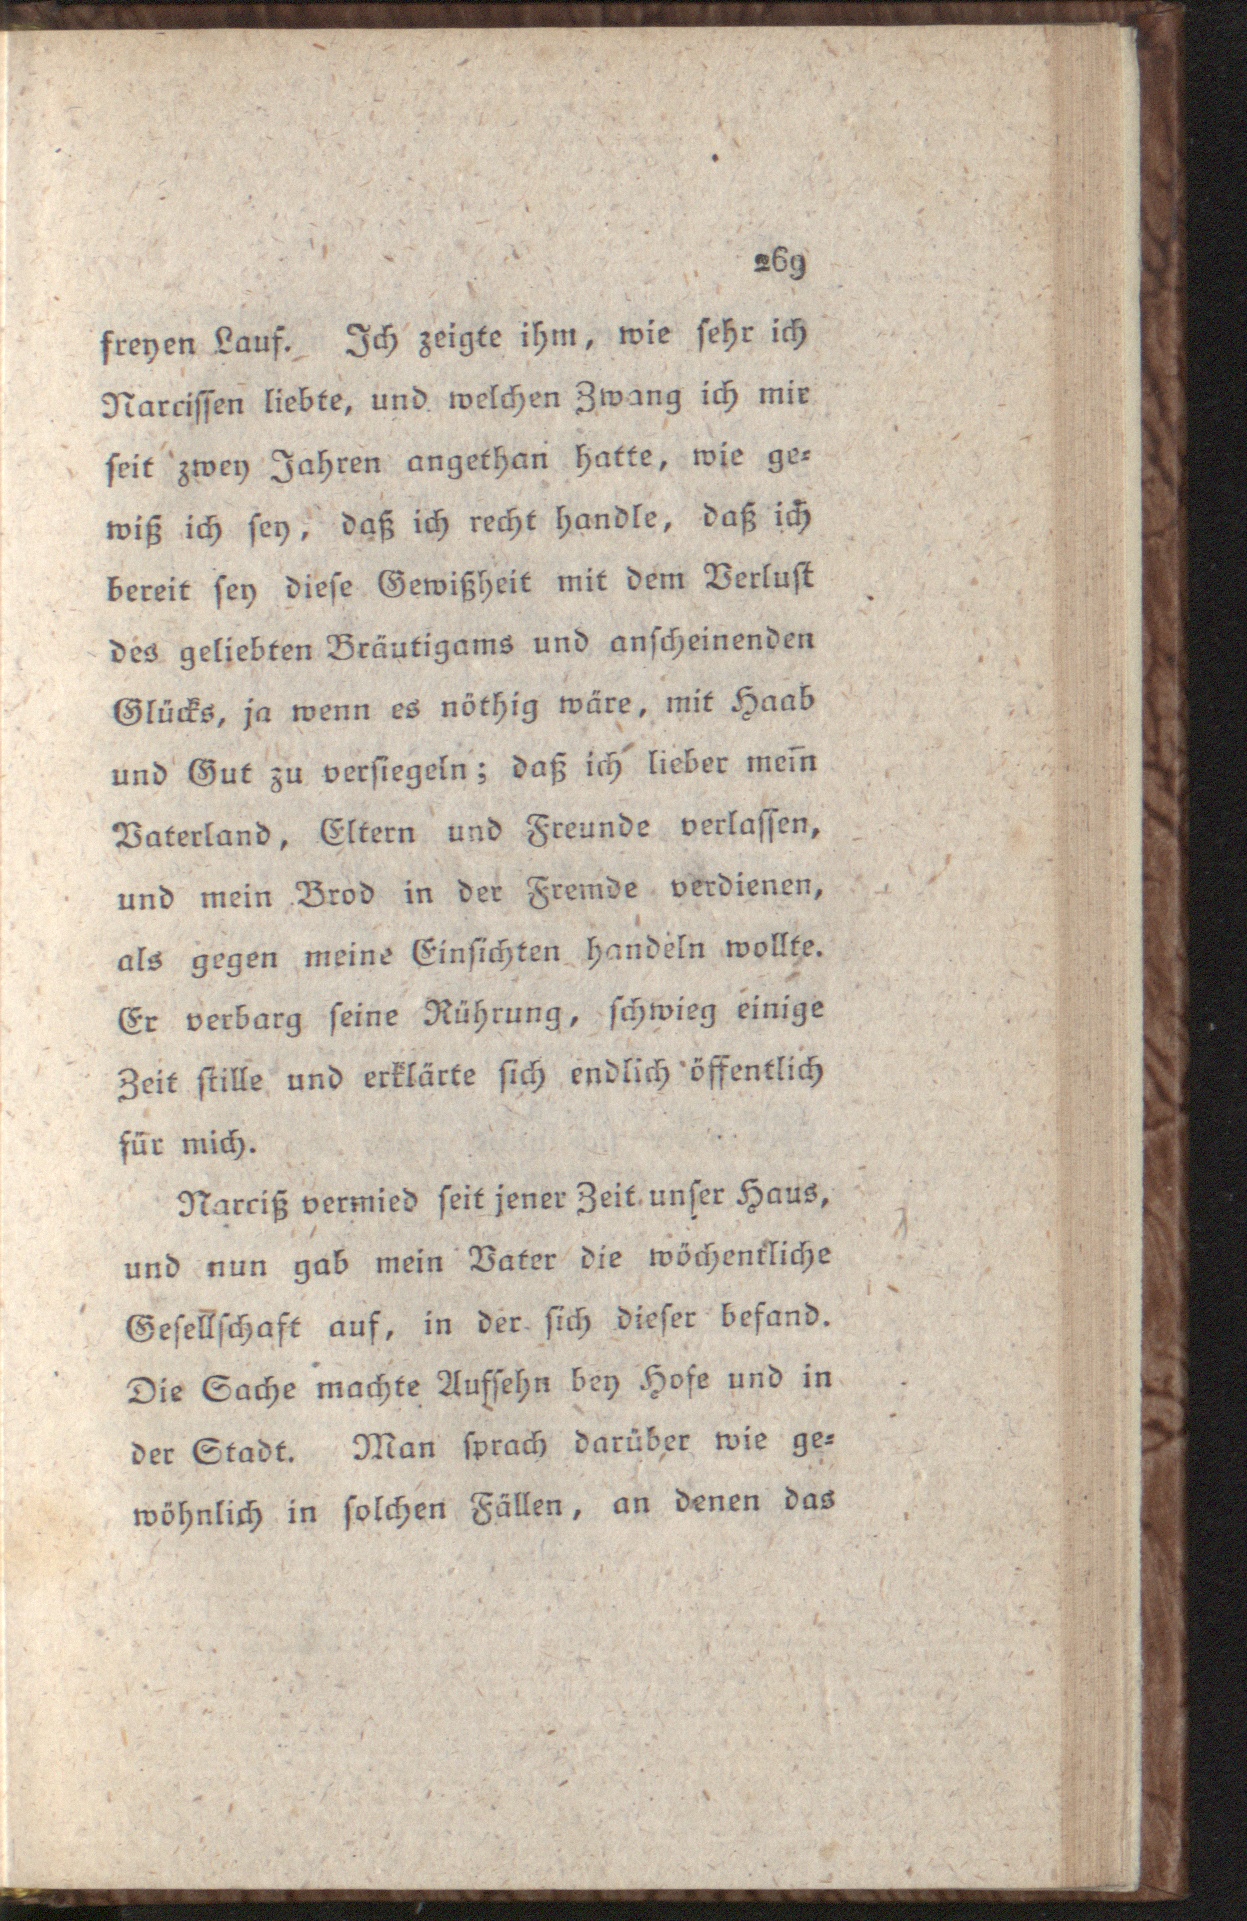 269
freyen Lauf. Ich zeigte ihm, wie sehr ich
Narcissen liebte, und welchen Zwang ich mir
seit zwey Jahren angethan hatte, wie ge-
wiß ich sey, daß ich recht handle, daß ich
bereit sey diese Gewißheit mit dem Verlust
des geliebten Bräutigams und anscheinenden
Glücks, ja wenn es nöthig wäre, mit Haab
und Gut zu versiegeln; daß ich lieber mein
Vaterland, Eltern und Freunde verlassen,
und mein Brod in der Fremde verdienen,
als gegen meine Einsichten handeln wollte.
Er verbarg seine Rührung, schwieg einige
Zeit stille und erklärte sich endlich öffentlich
für mich.
Narciß vermied seit jener Zeit unser Haus,
und nun gab mein Vater die wöchentliche
Gesellschaft auf, in der sich dieser befand.
Die Sache machte Aufsehn bey Hofe und in
der Stadt. Man sprach darüber wie ge-
wöhnlich in solchen Fällen, an denen das